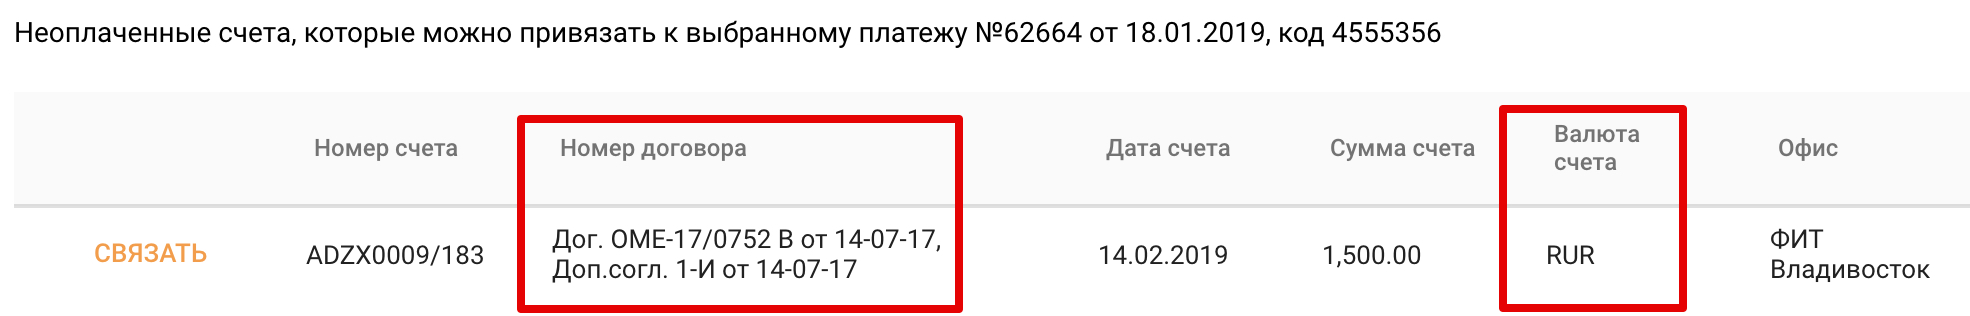 Неоплаченные счета, которые можно привязать к выбранному платежу №62664 от 18.01.2019, код 4555356
Номер счета
Номер договора
Дата счета
Сумма счета
Валюта
счета
Офис
СВЯЗАТЬ
ADZX0009/183
Дог. OME-17/0752 В от 14-07-17,
Доп.согл. 1-И от 14-07-17
14.02.2019
1,500.00
RUR
ФИТ
Владивосток